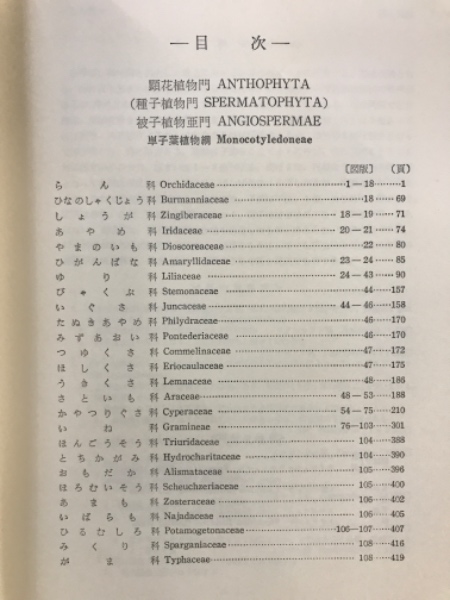 —目 次—
顕花植物門 ANTHOPHYTA
(種子植物門 SPERMATOPHYTA)
被子植物亜門 ANGIOSPERMAE
単子葉植物綱 Monocotyledoneae
〔図版〕 (頁)
らん科 Orchidaceae 1—18 1
ひなのしゃくじょう科 Burmanniaceae 18 69
しょうが科 Zingiberaceae 18—19 71
あやめ科 Iridaceae 20—21 74
やまのいも科 Dioscoreaceae 22 80
ひがんばな科 Amaryllidaceae 23—24 85
ゆり科 Liliaceae 24—43 90
びゃくぶ科 Stemonaceae 44 157
いぐさ科 Juncaceae 44—46 158
たぬきあやめ科 Philydraceae 46 170
みずあおい科 Pontederiaceae 46 170
つゆくさ科 Commelinaceae 47 172
ほしくさ科 Eriocaulaceae 47 175
うきくさ科 Lemnaceae 48 186
さといも科 Araceae 48—53 188
かやつりぐさ科 Cyperaceae 54—75 210
いね科 Gramineae 76—103 301
ほんごうそう科 Triuridaceae 104 388
とちかがみ科 Hydrocharitaceae 104 390
おもだか科 Alismataceae 105 396
ほろむいそう科 Scheuchzeriaceae 105 400
あまも科 Zosteraceae 106 402
いばらも科 Najadaceae 106 405
ひるむしろ科 Potamogetonaceae 106—107 407
みくり科 Sparganiaceae 108 416
がま科 Typhaceae 108 419